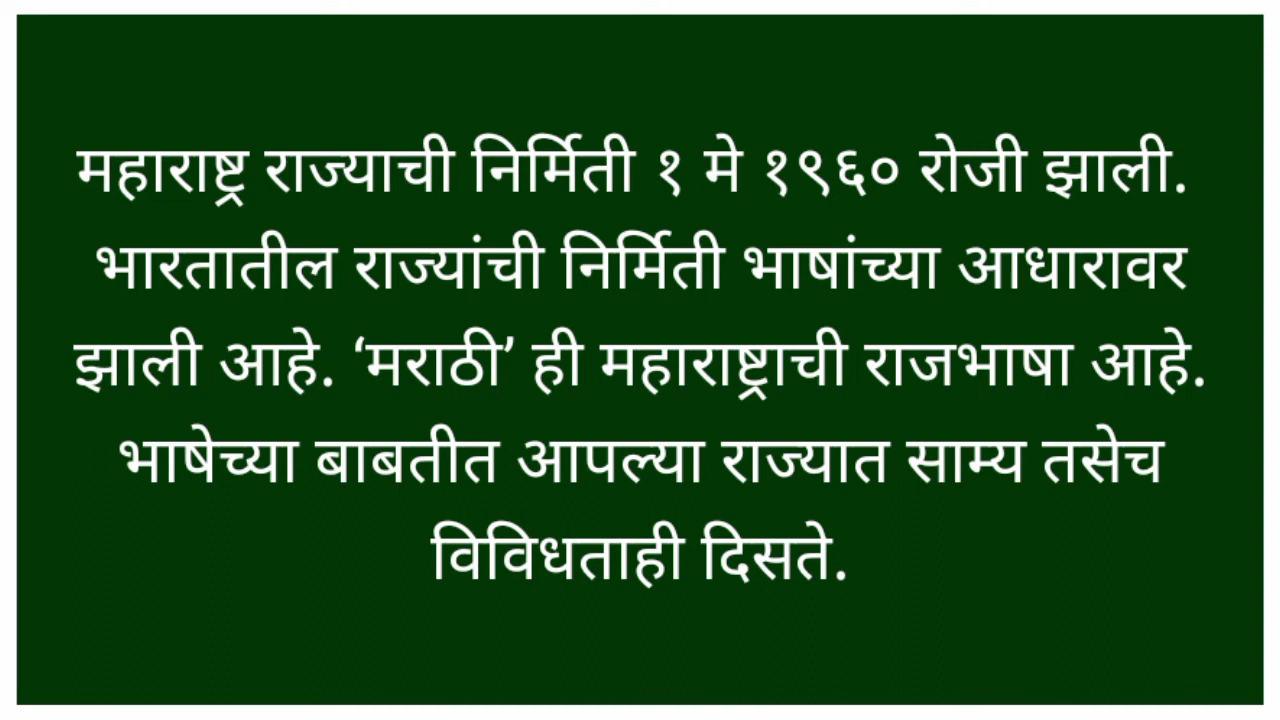 महाराष्ट्र राज्याची निर्मिती १ मे १९६० रोजी झाली.
भारतातील राज्यांची निर्मिती भाषांच्या आधारावर
झाली आहे. ‘मराठी’ ही महाराष्ट्राची राजभाषा आहे.
भाषेच्या बाबतीत आपल्या राज्यात साम्य तसेच
विविधताही दिसते.